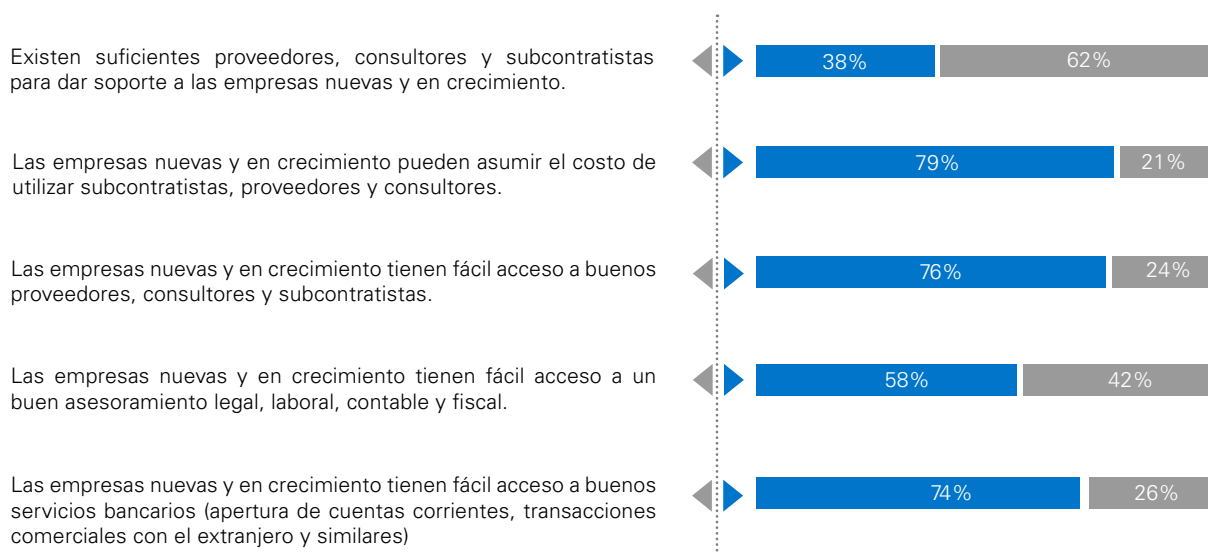 Existen suficientes proveedores, consultores y subcontratistas
para dar soporte a las empresas nuevas y en crecimiento.
38%
62%
Las empresas nuevas y en crecimiento pueden asumir el costo de
utilizar subcontratistas, proveedores y consultores.
79%
21%
Las empresas nuevas y en crecimiento tienen fácil acceso a buenos
proveedores, consultores y subcontratistas.
76%
24%
Las empresas nuevas y en crecimiento tienen fácil acceso a un
buen asesoramiento legal, laboral, contable y fiscal.
58%
42%
Las empresas nuevas y en crecimiento tienen fácil acceso a buenos
servicios bancarios (apertura de cuentas corrientes, transacciones
comerciales con el extranjero y similares)
74%
26%